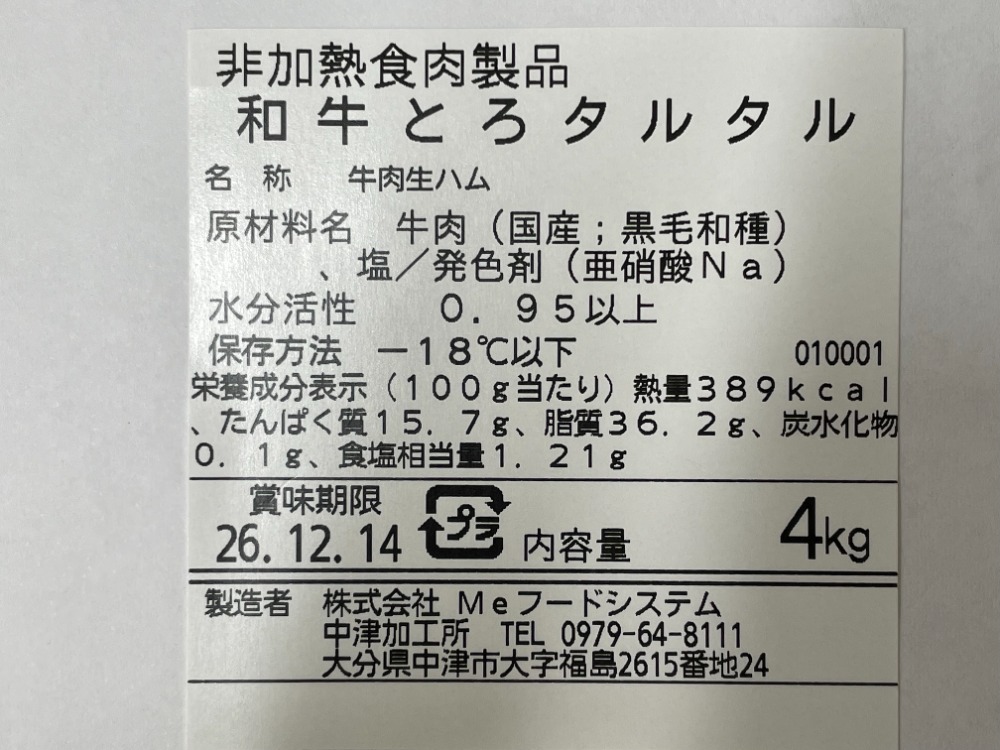 非加熱食肉製品
和牛とろタルタル
名 称 牛肉生ハム
原材料名 牛肉（国産；黒毛和種）
、塩／発色剤（亜硝酸Ｎａ）
水分活性 ０．９５以上
保存方法 －１８℃以下 010001
栄養成分表示（１００ｇ当たり）熱量３８９ｋｃａｌ
、たんぱく質１５．７ｇ、脂質３６．２ｇ、炭水化物
０．１ｇ、食塩相当量１．２１ｇ
賞味期限
26.12.14 プラ 内容量 4kg
製造者 株式会社 Ｍｅフードシステム
中津加工所 TEL 0979-64-8111
大分県中津市大字福島2615番地24